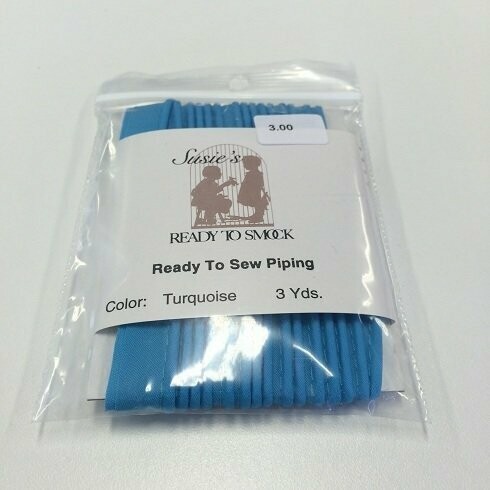 3.00
Susie's
READY TO SMOCK
Ready To Sew Piping
Color: Turquoise 3 Yds.